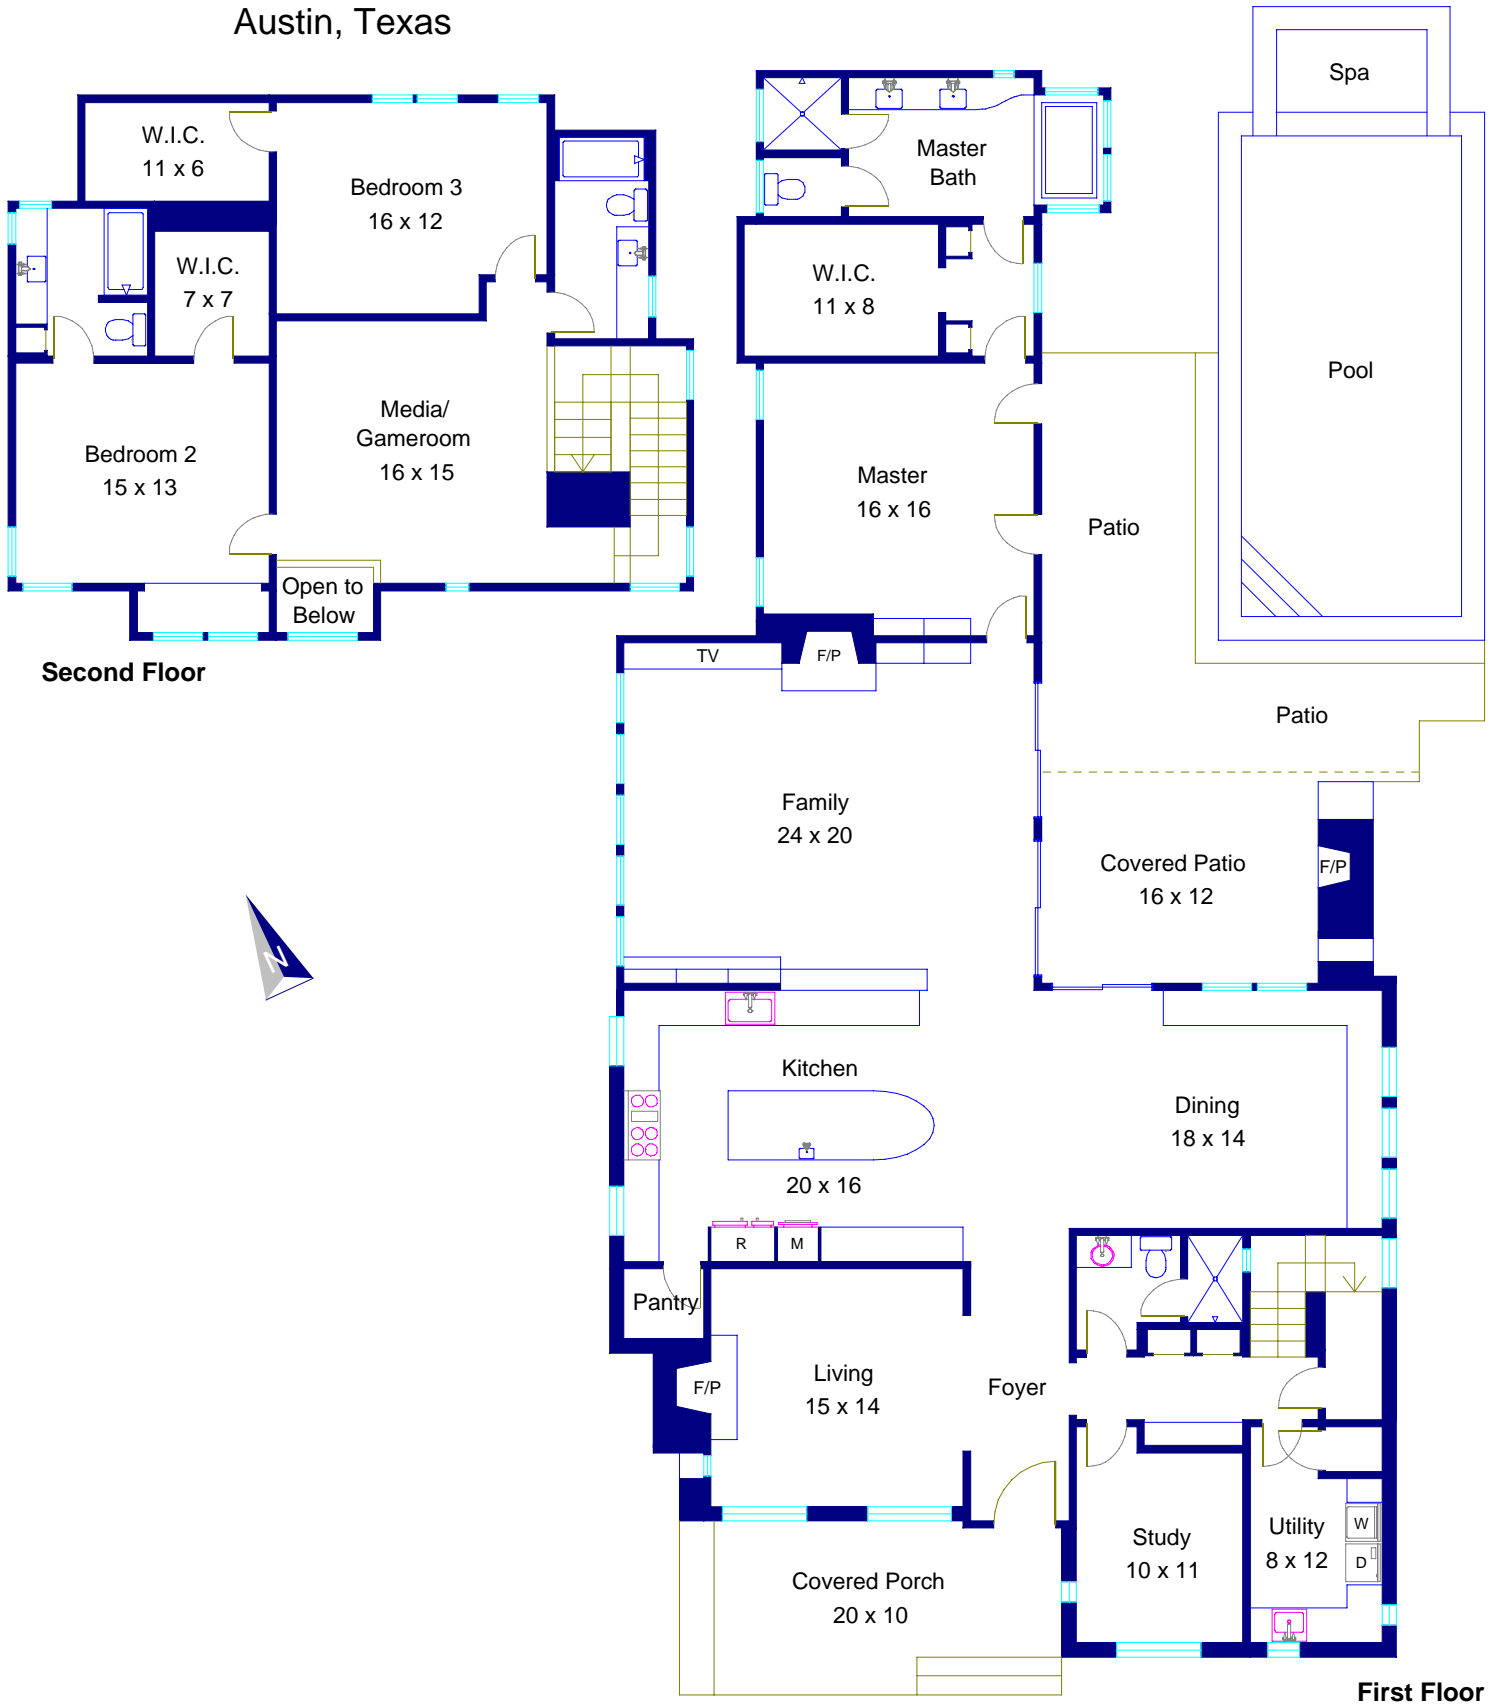 Austin, Texas
W.I.C.
11 x 6
Bedroom 3
16 x 12
W.I.C.
7 x 7
Bedroom 2
15 x 13
Media/
Gameroom
16 x 15
Open to
Below
Second Floor
Spa
Master
Bath
W.I.C.
11 x 8
Pool
Master
16 x 16
Patio
TV
F/P
Patio
Family
24 x 20
Covered Patio
16 x 12
F/P
N
Kitchen
20 x 16
Dining
18 x 14
R
M
Pantry
F/P
Living
15 x 14
Foyer
Study
10 x 11
Utility
8 x 12
W
D
Covered Porch
20 x 10
First Floor